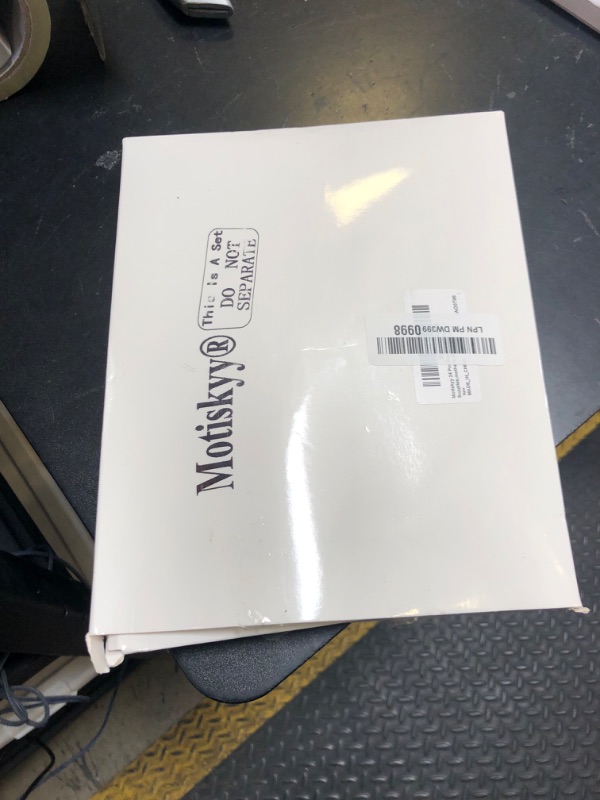 This is A Set
DO NOT
SEPARATE
Motiskyy®
LPN PM DW3990998